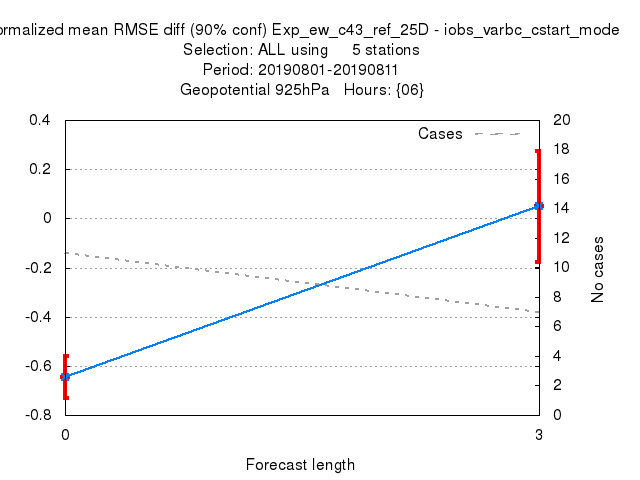 ormalized mean RMSE diff (90% conf) Exp_ew_c43_ref_25D - iobs_varbc_cstart_mode
Selection: ALL using 5 stations
Period: 20190801-20190811
Geopotential 925hPa Hours: {06}
Cases
0.4
0.2
0
-0.2
-0.4
-0.6
-0.8
20
18
16
14
12
10
8
6
4
2
0
No cases
0
3
Forecast length